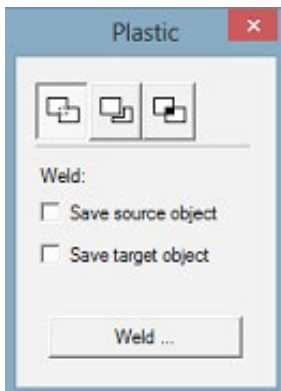 Plastic
Weld:
Save source object
Save target object
Weld ...